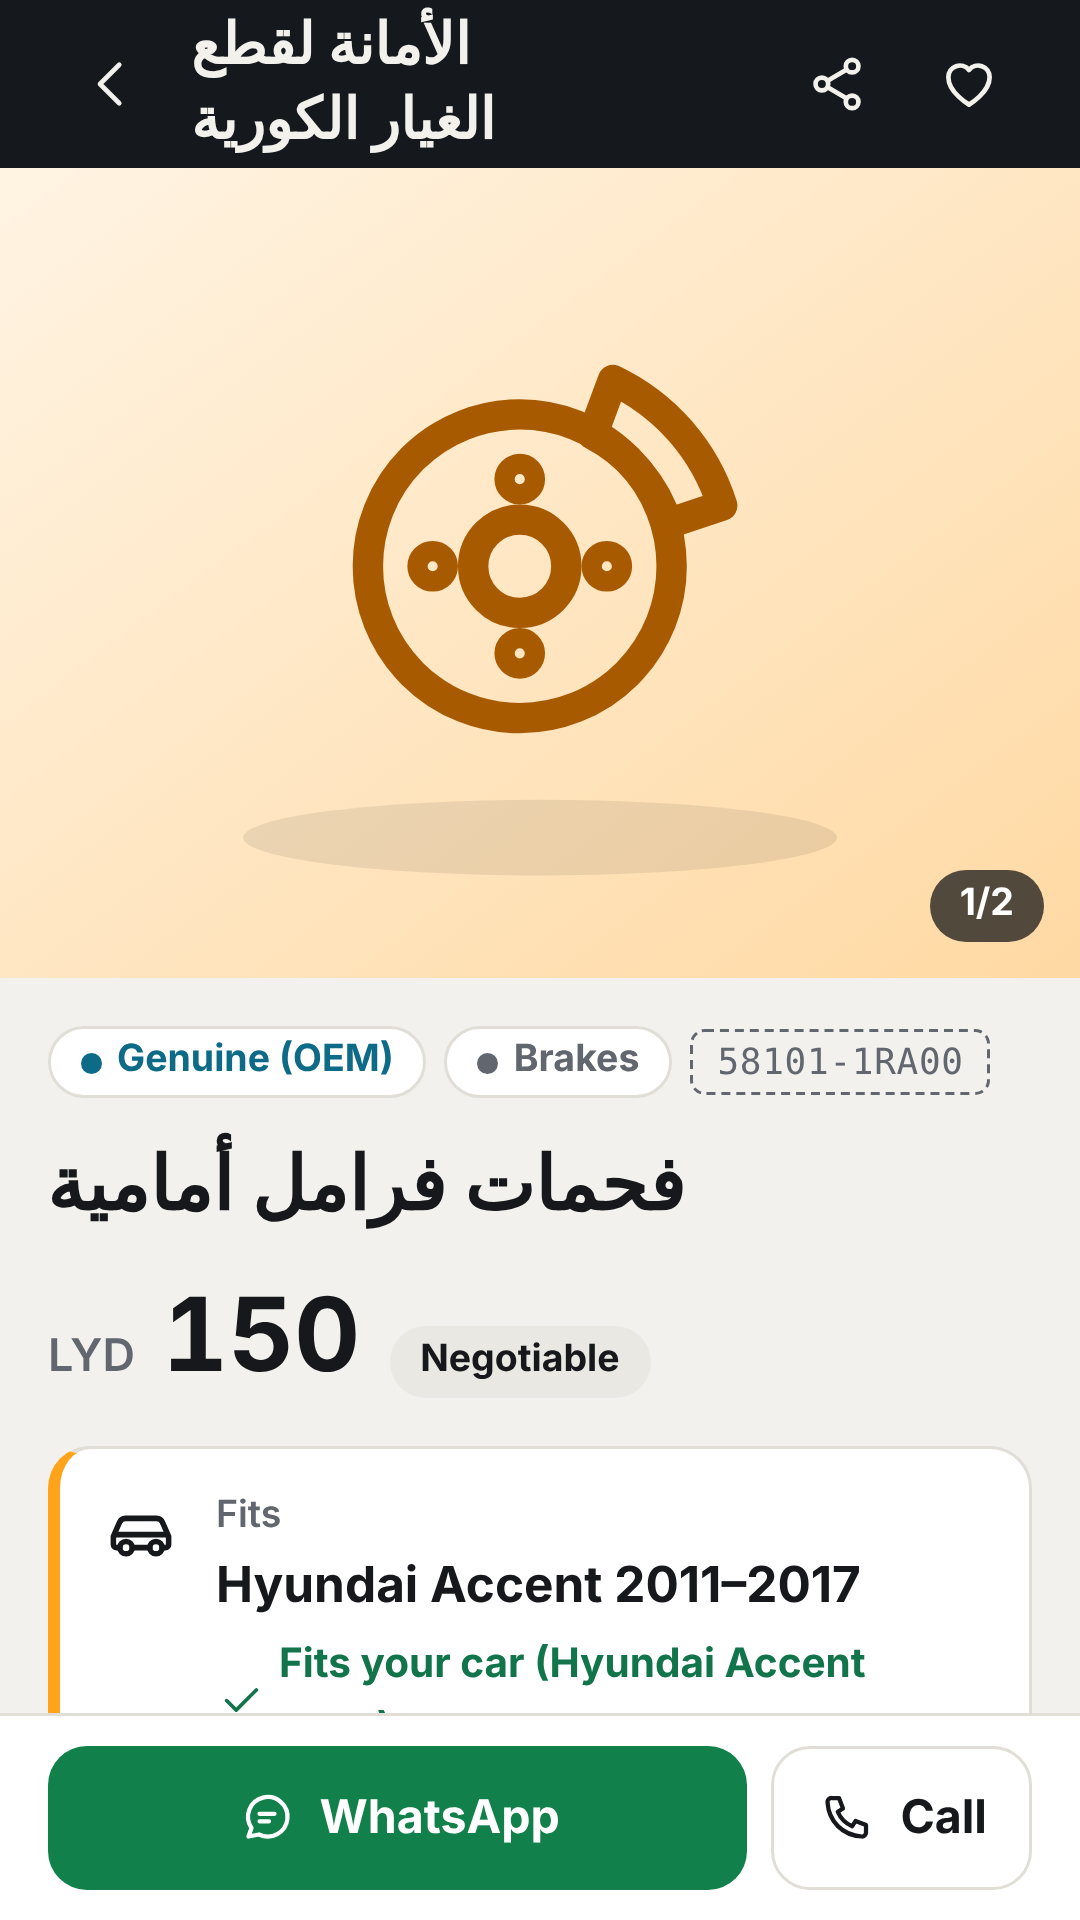 الأمانة لقطع
الغيار الكورية
1/2
Genuine (OEM)
Brakes
58101-1RA00
فحمات فرامل أمامية
LYD 150 Negotiable
Fits
Hyundai Accent 2011–2017
Fits your car (Hyundai Accent
WhatsApp
Call